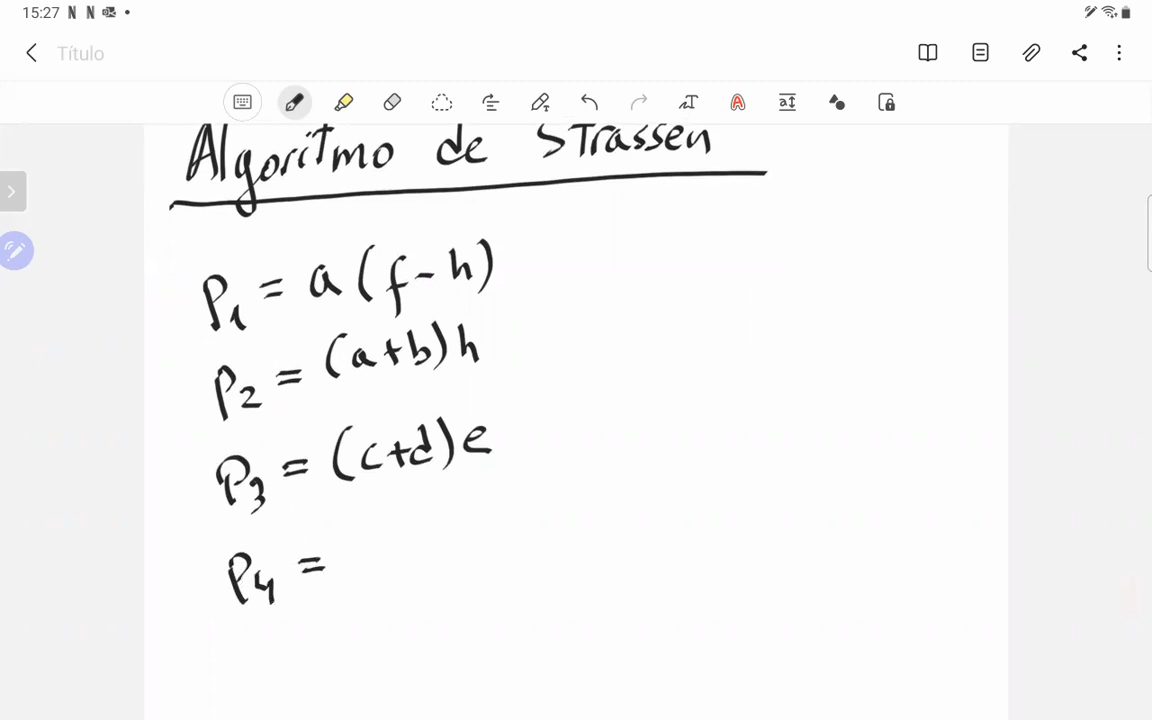 15:27 N N
Título
Algoritmo de Strassen
P₁ = a (f-h)
P₂ = (a+b) h
P₃ = (c+d) e
P₄ =